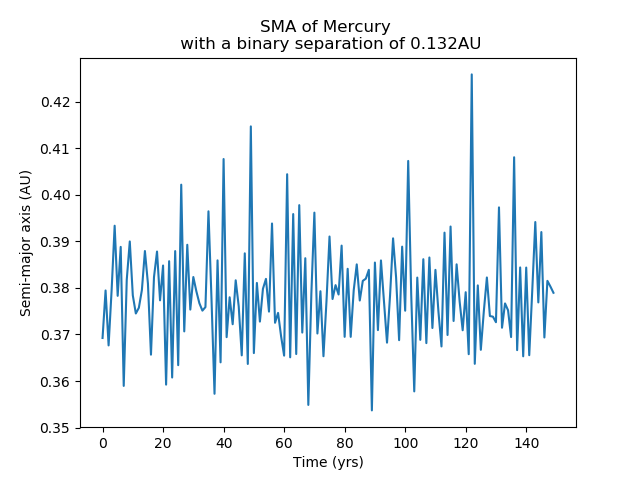 SMA of Mercury
with a binary separation of 0.132AU
0.42
0.41
0.40
0.39
0.38
0.37
0.36
0.35
Semi-major axis (AU)
0 20 40 60 80 100 120 140
Time (yrs)